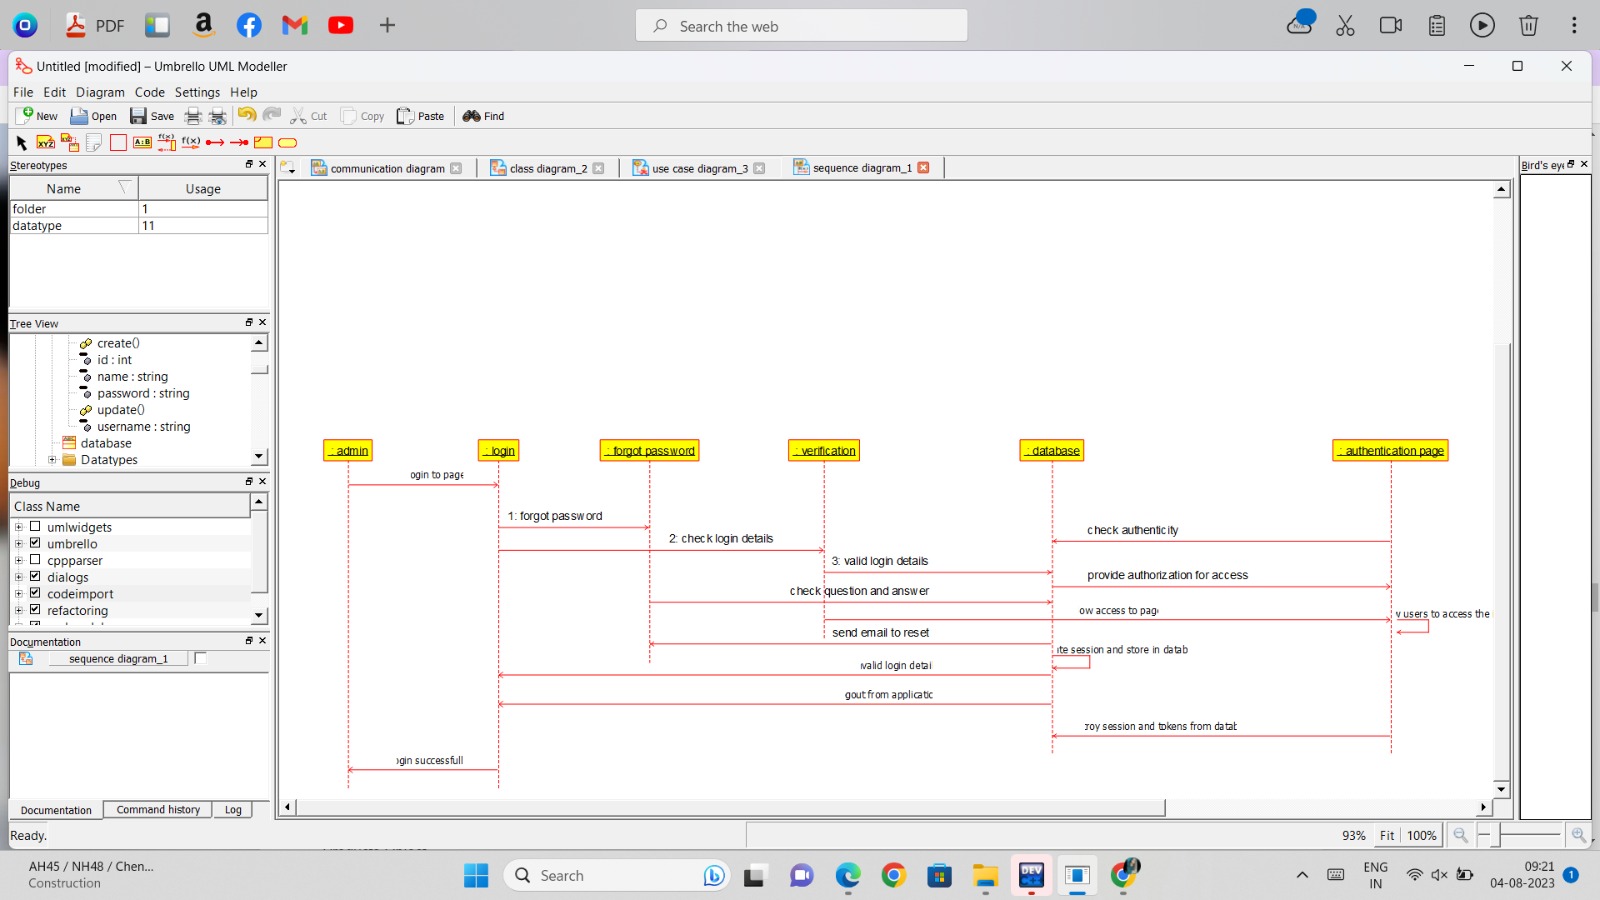 PDF
Search the web
Untitled [modified] – Umbrello UML Modeller
File Edit Diagram Code Settings Help
New Open Save Cut Copy Paste Find
XYZ A:B f(x) f(x)
Stereotypes
Name Usage
folder 1
datatype 11
Tree View
create()
id : int
name : string
password : string
update()
username : string
database
Datatypes
Debug
Class Name
umlwidgets
umbrello
cppparser
dialogs
codeimport
refactoring
Documentation
sequence diagram_1
Documentation Command history Log
Ready.
communication diagram class diagram_2 use case diagram_3 sequence diagram_1
Bird's eye
: admin : login : forgot password : verification : database : authentication page
ogin to page
1: forgot password
check authenticity
2: check login details
3: valid login details
provide authorization for access
check question and answer
ow access to page
users to access the
send email to reset
te session and store in datab
valid login detai
gout from applicatic
roy session and tokens from datab
ogin successfull
93% Fit 100%
AH45 / NH48 / Chen...
Construction
Search
DEV
ENG
IN
09:21
04-08-2023
1